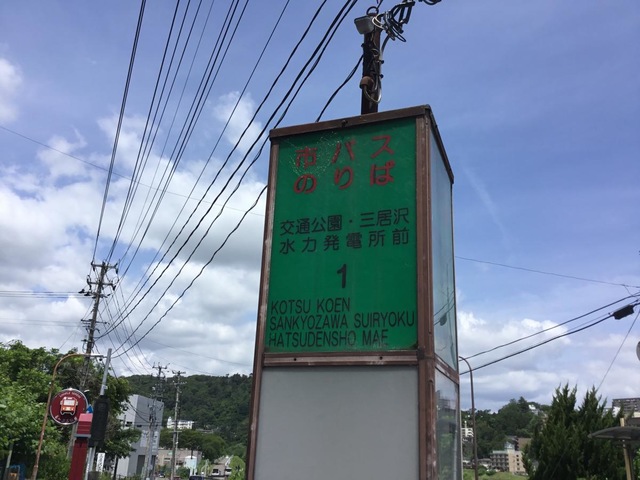 市バス
のりば
交通公園・三居沢
水力発電所前
1
KOTSU KOEN
SANKYOZAWA SUIRYOKU
HATSUDENSHO MAE